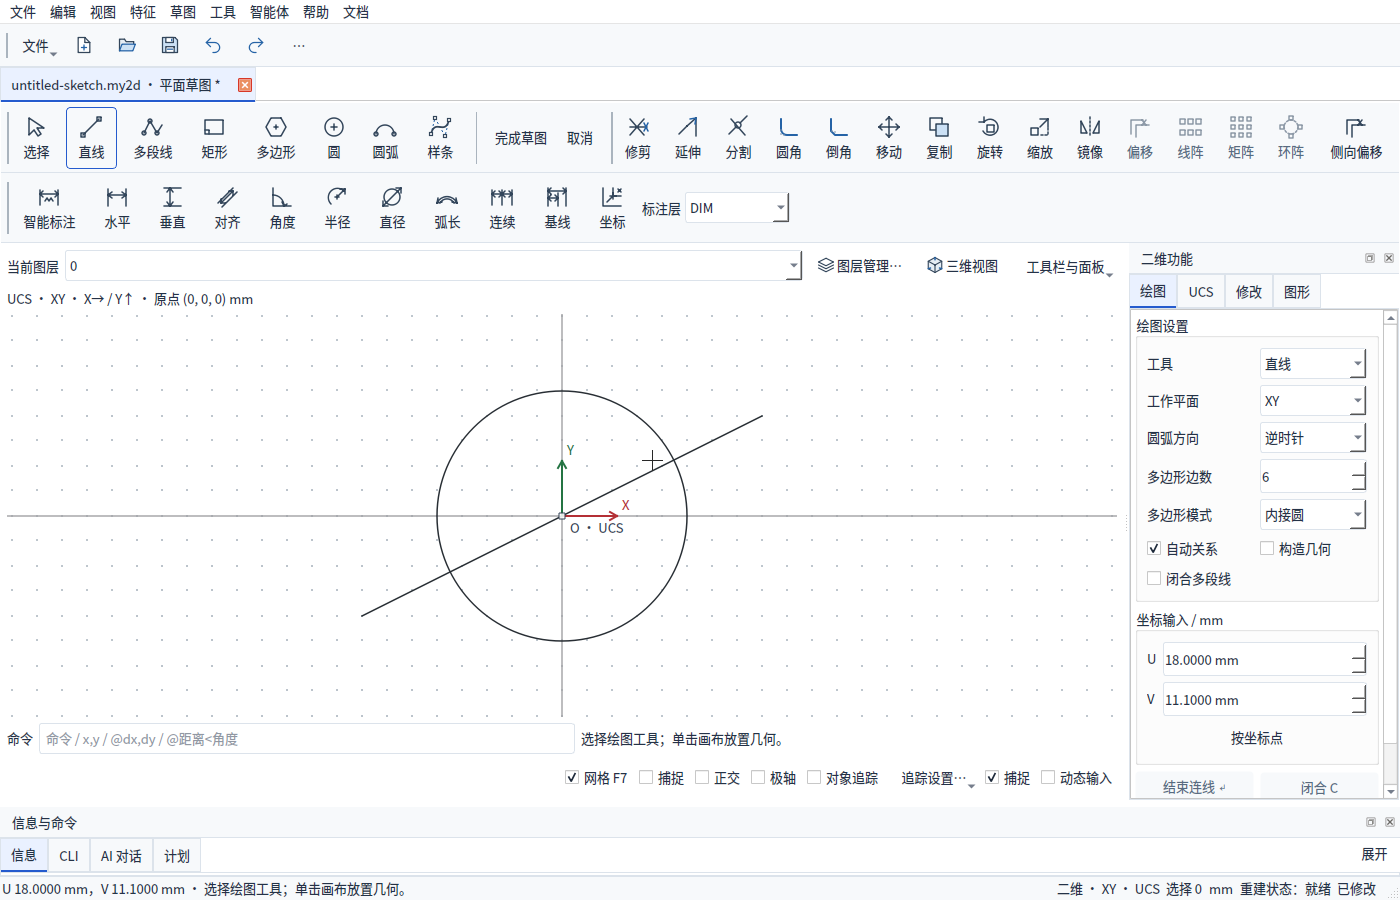 文件 编辑 视图 特征 草图 工具 智能体 帮助 文档
文件 ···
untitled-sketch.my2d · 平面草图 *
选择 直线 多段线 矩形 多边形 圆 圆弧 样条 完成草图 取消 修剪 延伸 分割 圆角 倒角 移动 复制 旋转 缩放 镜像 偏移 线阵 矩阵 环阵 侧向偏移
智能标注 水平 垂直 对齐 角度 半径 直径 弧长 连续 基线 坐标 标注层 DIM
当前图层 0 图层管理··· 三维视图 工具栏与面板
UCS · XY · X→ / Y↑ · 原点 (0, 0, 0) mm
Y
X
O · UCS
命令 命令 / x,y / @dx,dy / @距离<角度 选择绘图工具；单击画布放置几何。
网格 F7 捕捉 正交 极轴 对象追踪 追踪设置··· 捕捉 动态输入
二维功能
绘图 UCS 修改 图形
绘图设置
工具 直线
工作平面 XY
圆弧方向 逆时针
多边形边数 6
多边形模式 内接圆
自动关系 构造几何
闭合多段线
坐标输入 / mm
U 18.0000 mm
V 11.1000 mm
按坐标点
结束连线 ↲ 闭合 C
信息与命令
信息 CLI AI 对话 计划 展开
U 18.0000 mm，V 11.1000 mm · 选择绘图工具；单击画布放置几何。 二维 · XY · UCS 选择 0 mm 重建状态：就绪 已修改